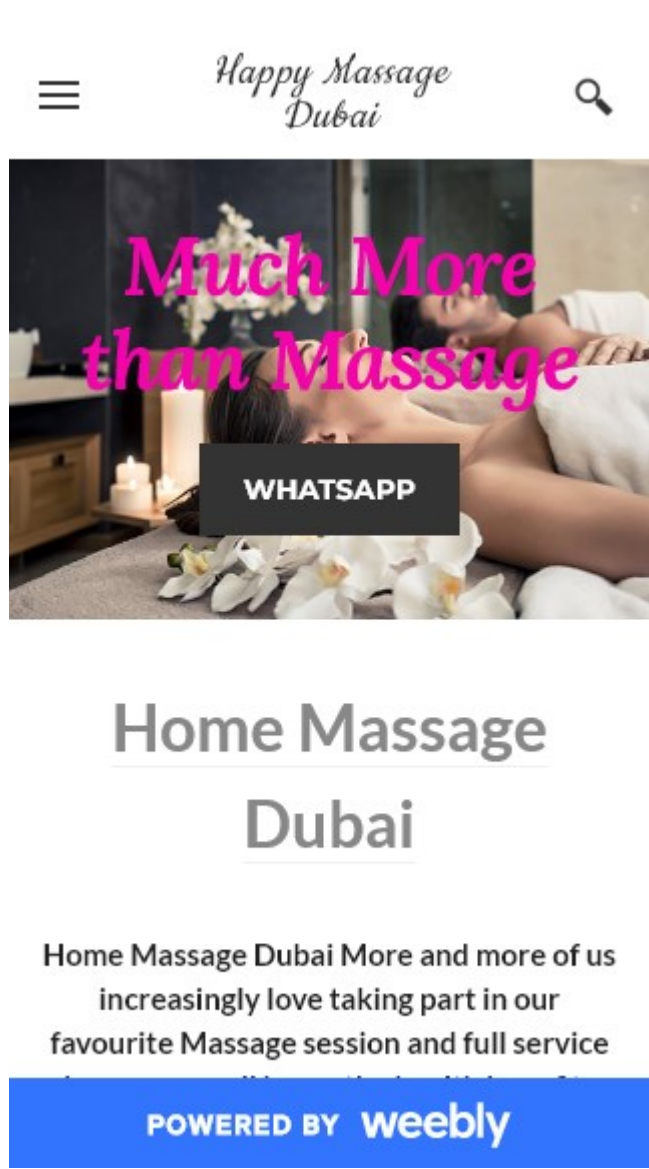 Happy Massage
Dubai
Much More
than Massage
WHATSAPP
Home Massage
Dubai
Home Massage Dubai More and more of us
increasingly love taking part in our
favourite Massage session and full service
POWERED BY weebly